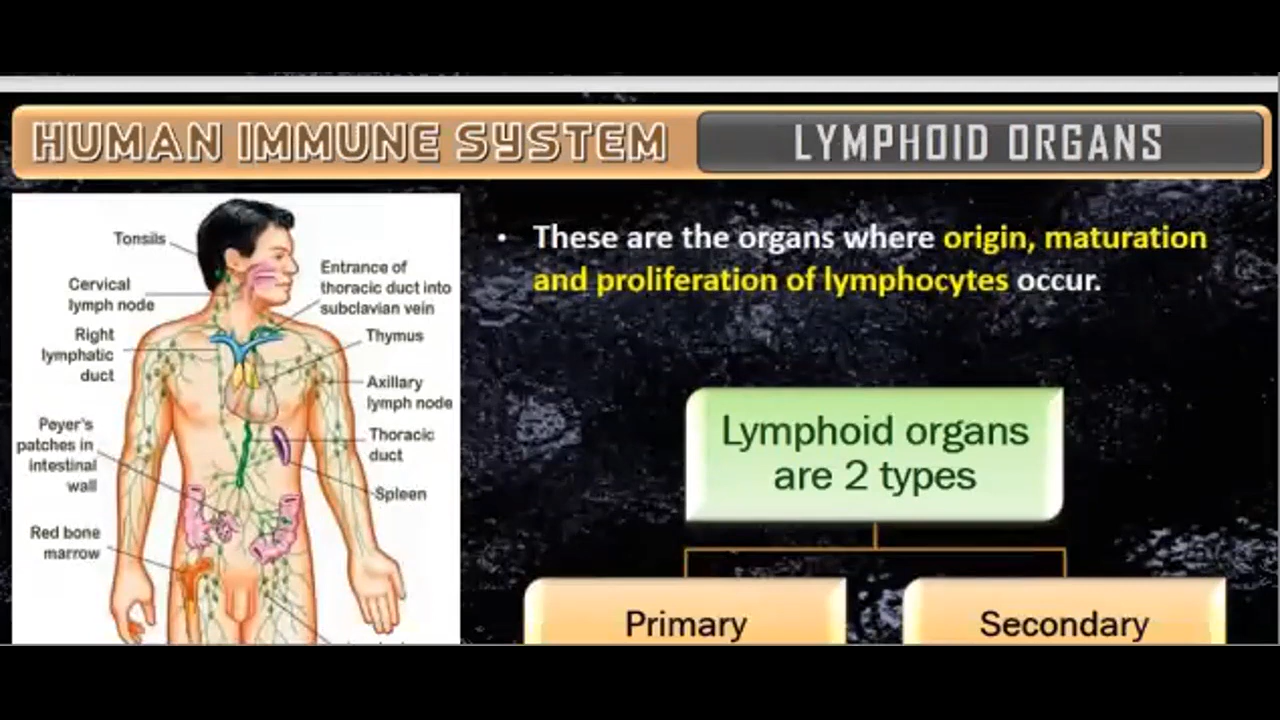 HUMAN IMMUNE SYSTEM
LYMPHOID ORGANS
Tonsils
Cervical
lymph node
Right
lymphatic
duct
Peyer's
patches in
intestinal
wall
Red bone
marrow
Entrance of
thoracic duct into
subclavian vein
Thymus
Axillary
lymph node
Thoracic
duct
Spleen
• These are the organs where origin, maturation
and proliferation of lymphocytes occur.
Lymphoid organs
are 2 types
Primary
Secondary